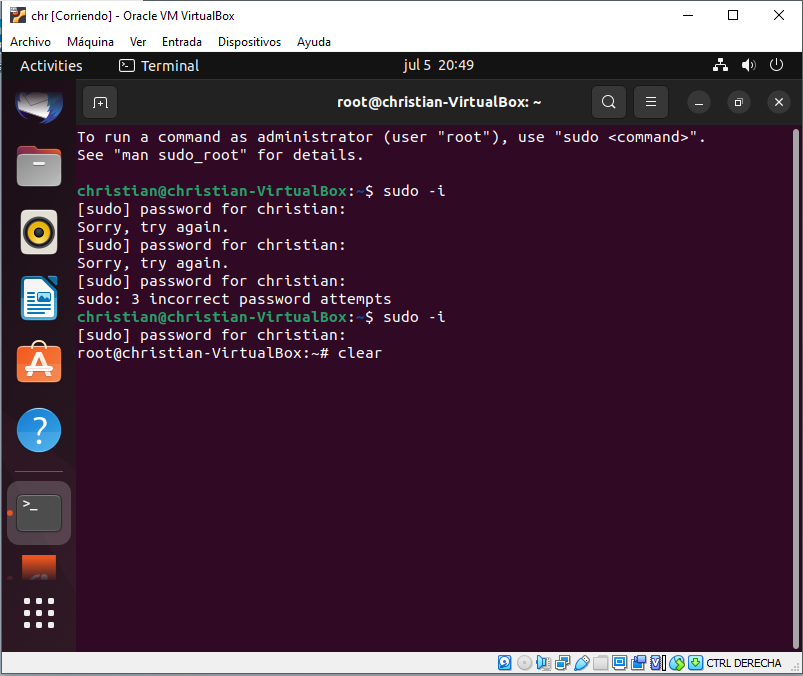 chr [Corriendo] - Oracle VM VirtualBox
Archivo Máquina Ver Entrada Dispositivos Ayuda
Activities Terminal jul 5 20:49
root@christian-VirtualBox: ~
To run a command as administrator (user "root"), use "sudo <command>".
See "man sudo_root" for details.
christian@christian-VirtualBox:~$ sudo -i
[sudo] password for christian:
Sorry, try again.
[sudo] password for christian:
Sorry, try again.
[sudo] password for christian:
sudo: 3 incorrect password attempts
christian@christian-VirtualBox:~$ sudo -i
[sudo] password for christian:
root@christian-VirtualBox:~# clear
CTRL DERECHA